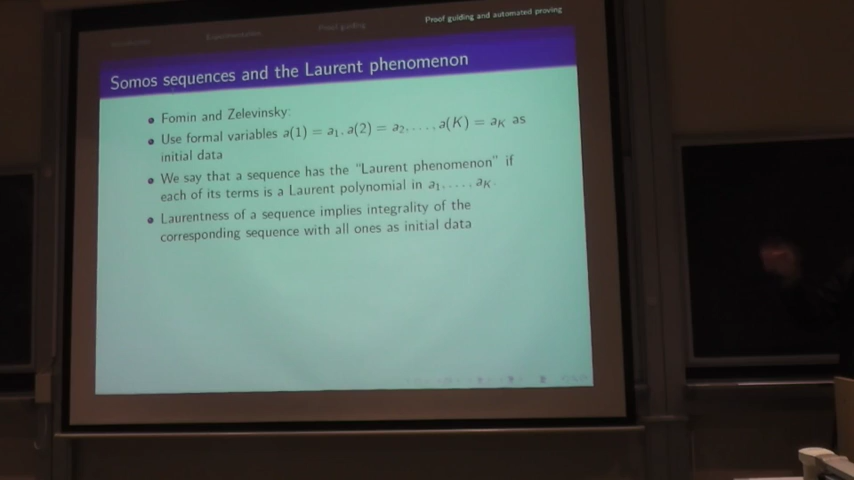 Introduction Experimentation Proof guiding Proof guiding and automated proving
Somos sequences and the Laurent phenomenon
Fomin and Zelevinsky:
Use formal variables a(1) = a₁, a(2) = a₂, . . . , a(K) = a_K as
initial data
We say that a sequence has the "Laurent phenomenon" if
each of its terms is a Laurent polynomial in a₁, . . . , a_K.
Laurentness of a sequence implies integrality of the
corresponding sequence with all ones as initial data